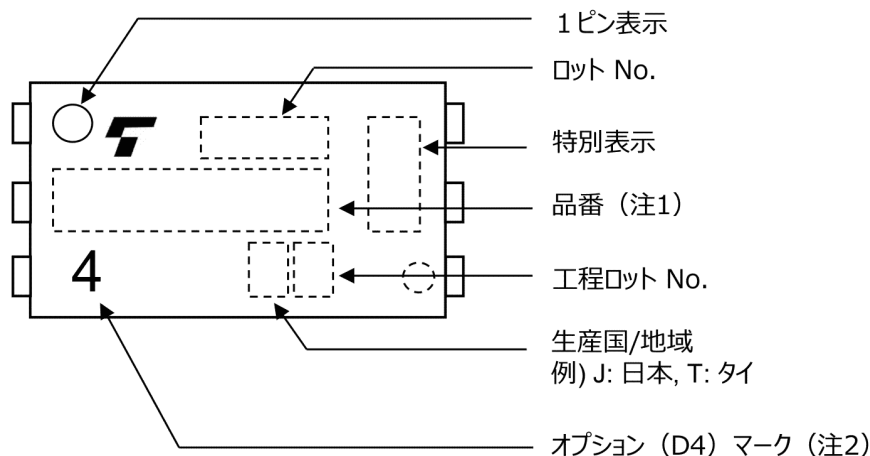 1ピン表示
ロット No.
特別表示
品番（注1）
4
工程ロット No.
生産国/地域
例) J: 日本, T: タイ
オプション（D4）マーク（注2）